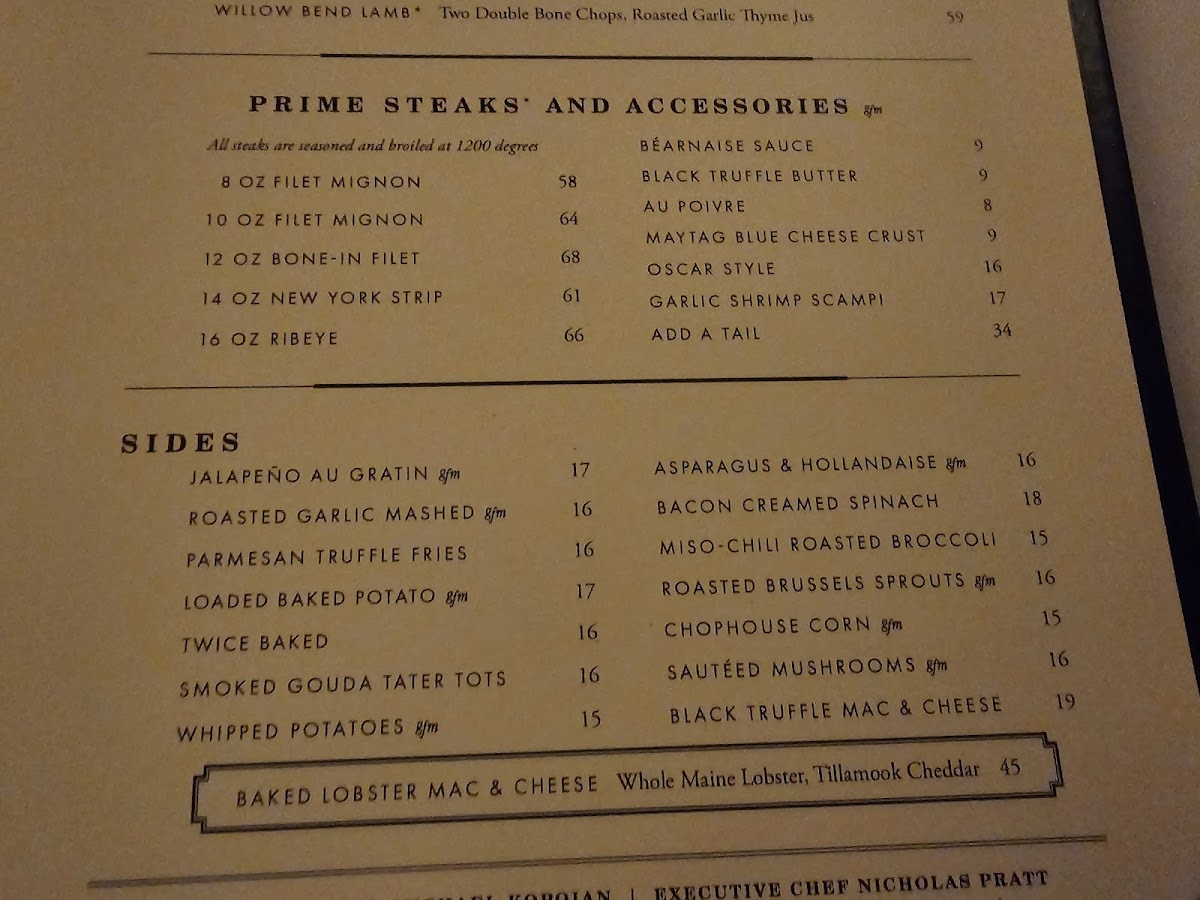 WILLOW BEND LAMB* Two Double Bone Chops, Roasted Garlic Thyme Jus 59
PRIME STEAKS* AND ACCESSORIES gfm
All steaks are seasoned and broiled at 1200 degrees
8 OZ FILET MIGNON 58
10 OZ FILET MIGNON 64
12 OZ BONE-IN FILET 68
14 OZ NEW YORK STRIP 61
16 OZ RIBEYE 66
BÉARNAISE SAUCE 9
BLACK TRUFFLE BUTTER 9
AU POIVRE 8
MAYTAG BLUE CHEESE CRUST 9
OSCAR STYLE 16
GARLIC SHRIMP SCAMPI 17
ADD A TAIL 34
SIDES
JALAPEÑO AU GRATIN gfm 17
ROASTED GARLIC MASHED gfm 16
PARMESAN TRUFFLE FRIES 16
LOADED BAKED POTATO gfm 17
TWICE BAKED 16
SMOKED GOUDA TATER TOTS 16
WHIPPED POTATOES gfm 15
ASPARAGUS & HOLLANDAISE gfm 16
BACON CREAMED SPINACH 18
MISO-CHILI ROASTED BROCCOLI 15
ROASTED BRUSSELS SPROUTS gfm 16
CHOPHOUSE CORN gfm 15
SAUTÉED MUSHROOMS gfm 16
BLACK TRUFFLE MAC & CHEESE 19
BAKED LOBSTER MAC & CHEESE Whole Maine Lobster, Tillamook Cheddar 45
| EXECUTIVE CHEF NICHOLAS PRATT